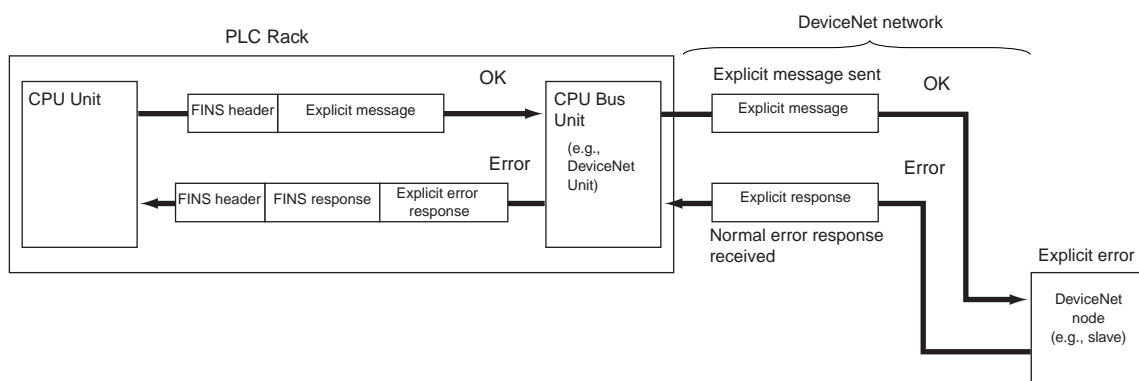 DeviceNet network
PLC Rack
CPU Unit
FINS header
Explicit message
OK
CPU Bus
Unit
(e.g.,
DeviceNet
Unit)
Explicit message sent
Explicit message
OK
Error
FINS header
FINS response
Explicit error
response
Error
Explicit response
Normal error response
received
Explicit error
DeviceNet
node
(e.g., slave)